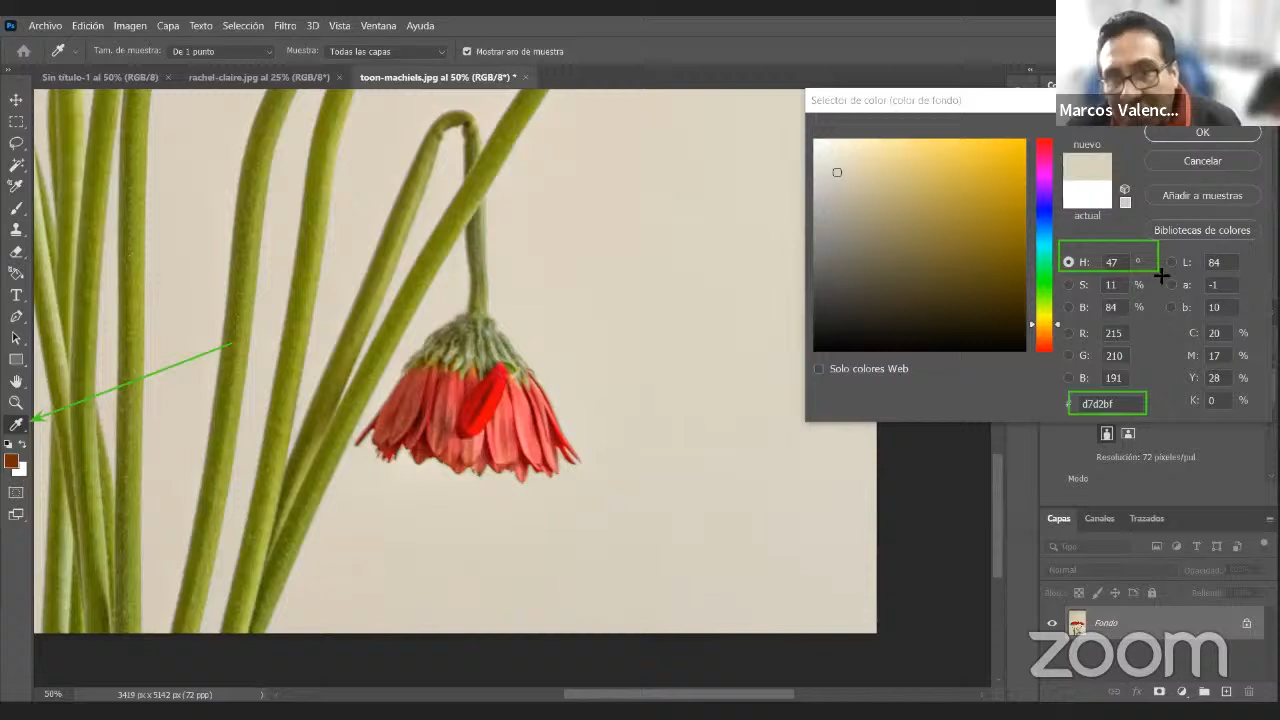 Ps Archivo Edición Imagen Capa Texto Selección Filtro 3D Vista Ventana Ayuda
Tam. de muestra: De 1 punto Muestra: Todas las capas Mostrar aro de muestra
Sin título-1 al 50% (RGB/8) × rachel-claire.jpg al 25% (RGB/8*) × toon-machiels.jpg al 50% (RGB/8*) * ×
Marcos Valenc...
Selector de color (color de fondo)
OK
nuevo
Cancelar
Añadir a muestras
actual
Bibliotecas de colores
H: 47 ° L: 84
S: 11 % a: -1
B: 84 % b: 10
R: 215 C: 20 %
G: 210 M: 17 %
B: 191 Y: 28 %
K: 0 %
# d7d2bf
Solo colores Web
Resolución: 72 píxeles/pul...
Modo
Capas Canales Trazados
Tipo
Normal Opacidad:
Bloq.: Relleno:
Fondo
zoom
50% 3419 px x 5142 px (72 ppp)